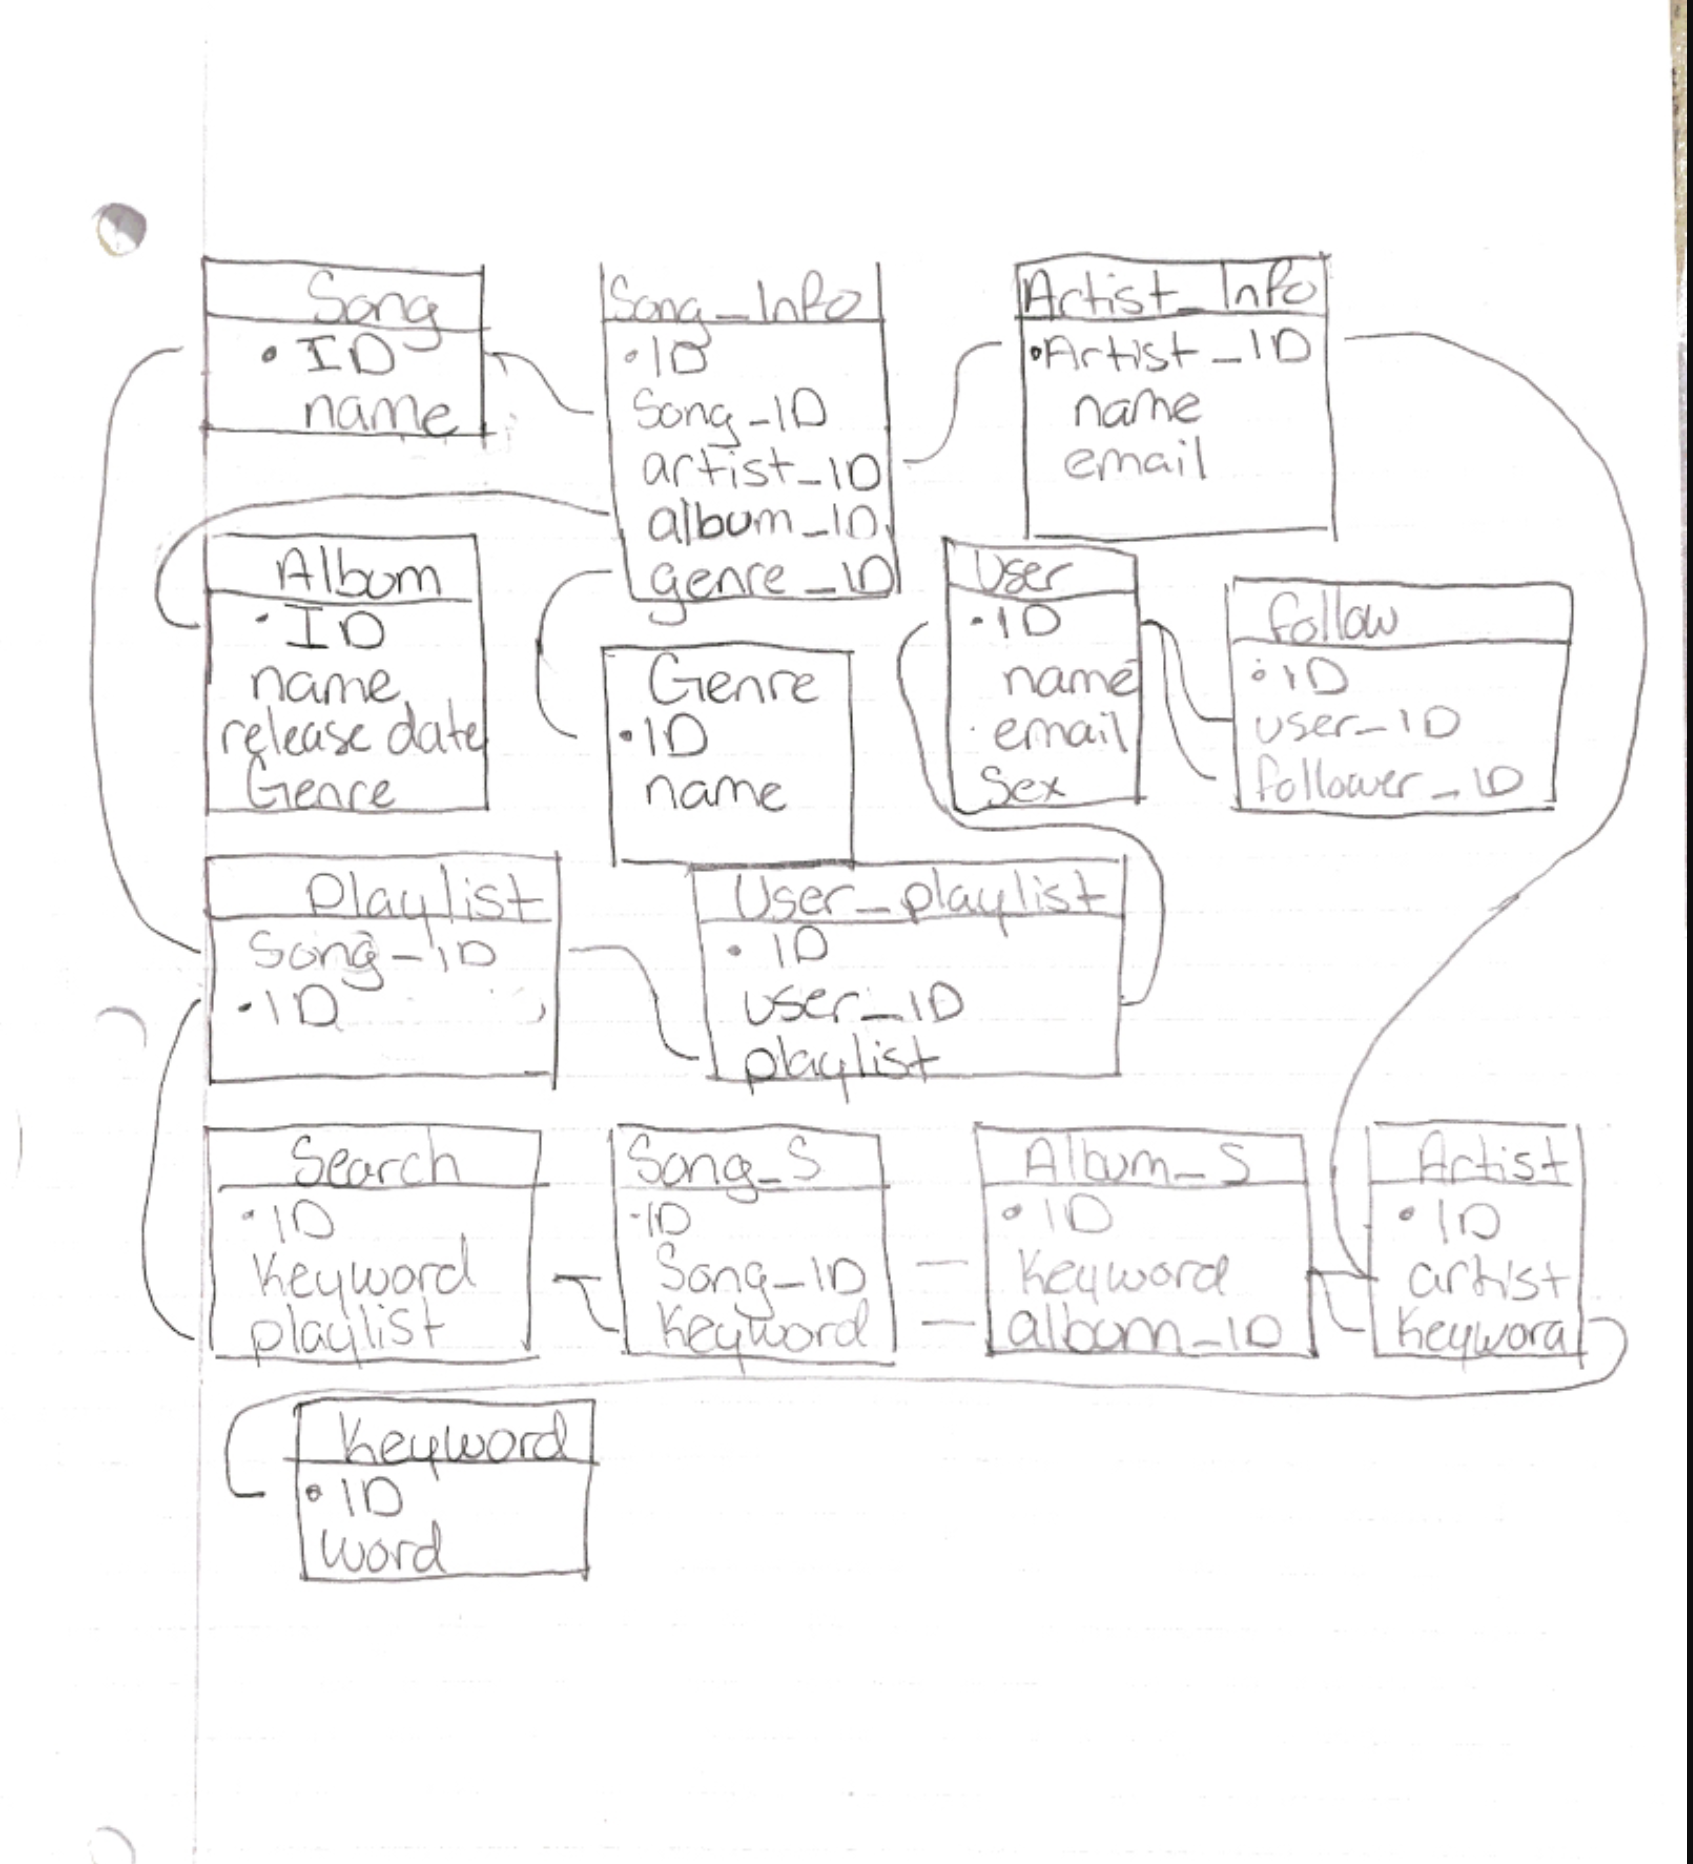 Song
• ID
name
Song_Info
• ID
Song_ID
artist_ID
album_ID
genre_ID
Artist_Info
• Artist_ID
name
email
Album
• ID
name
release date
Genre
Genre
• ID
name
User
• ID
name
email
Sex
follow
• ID
user_ID
follower_ID
Playlist
Song_ID
• ID
User_playlist
• ID
user_ID
playlist
Search
• ID
Keyword
playlist
Song_S
• ID
Song_ID
Keyword
Album_S
• ID
Keyword
album_ID
Artist
• ID
artist
Keyword
Keyword
• ID
word